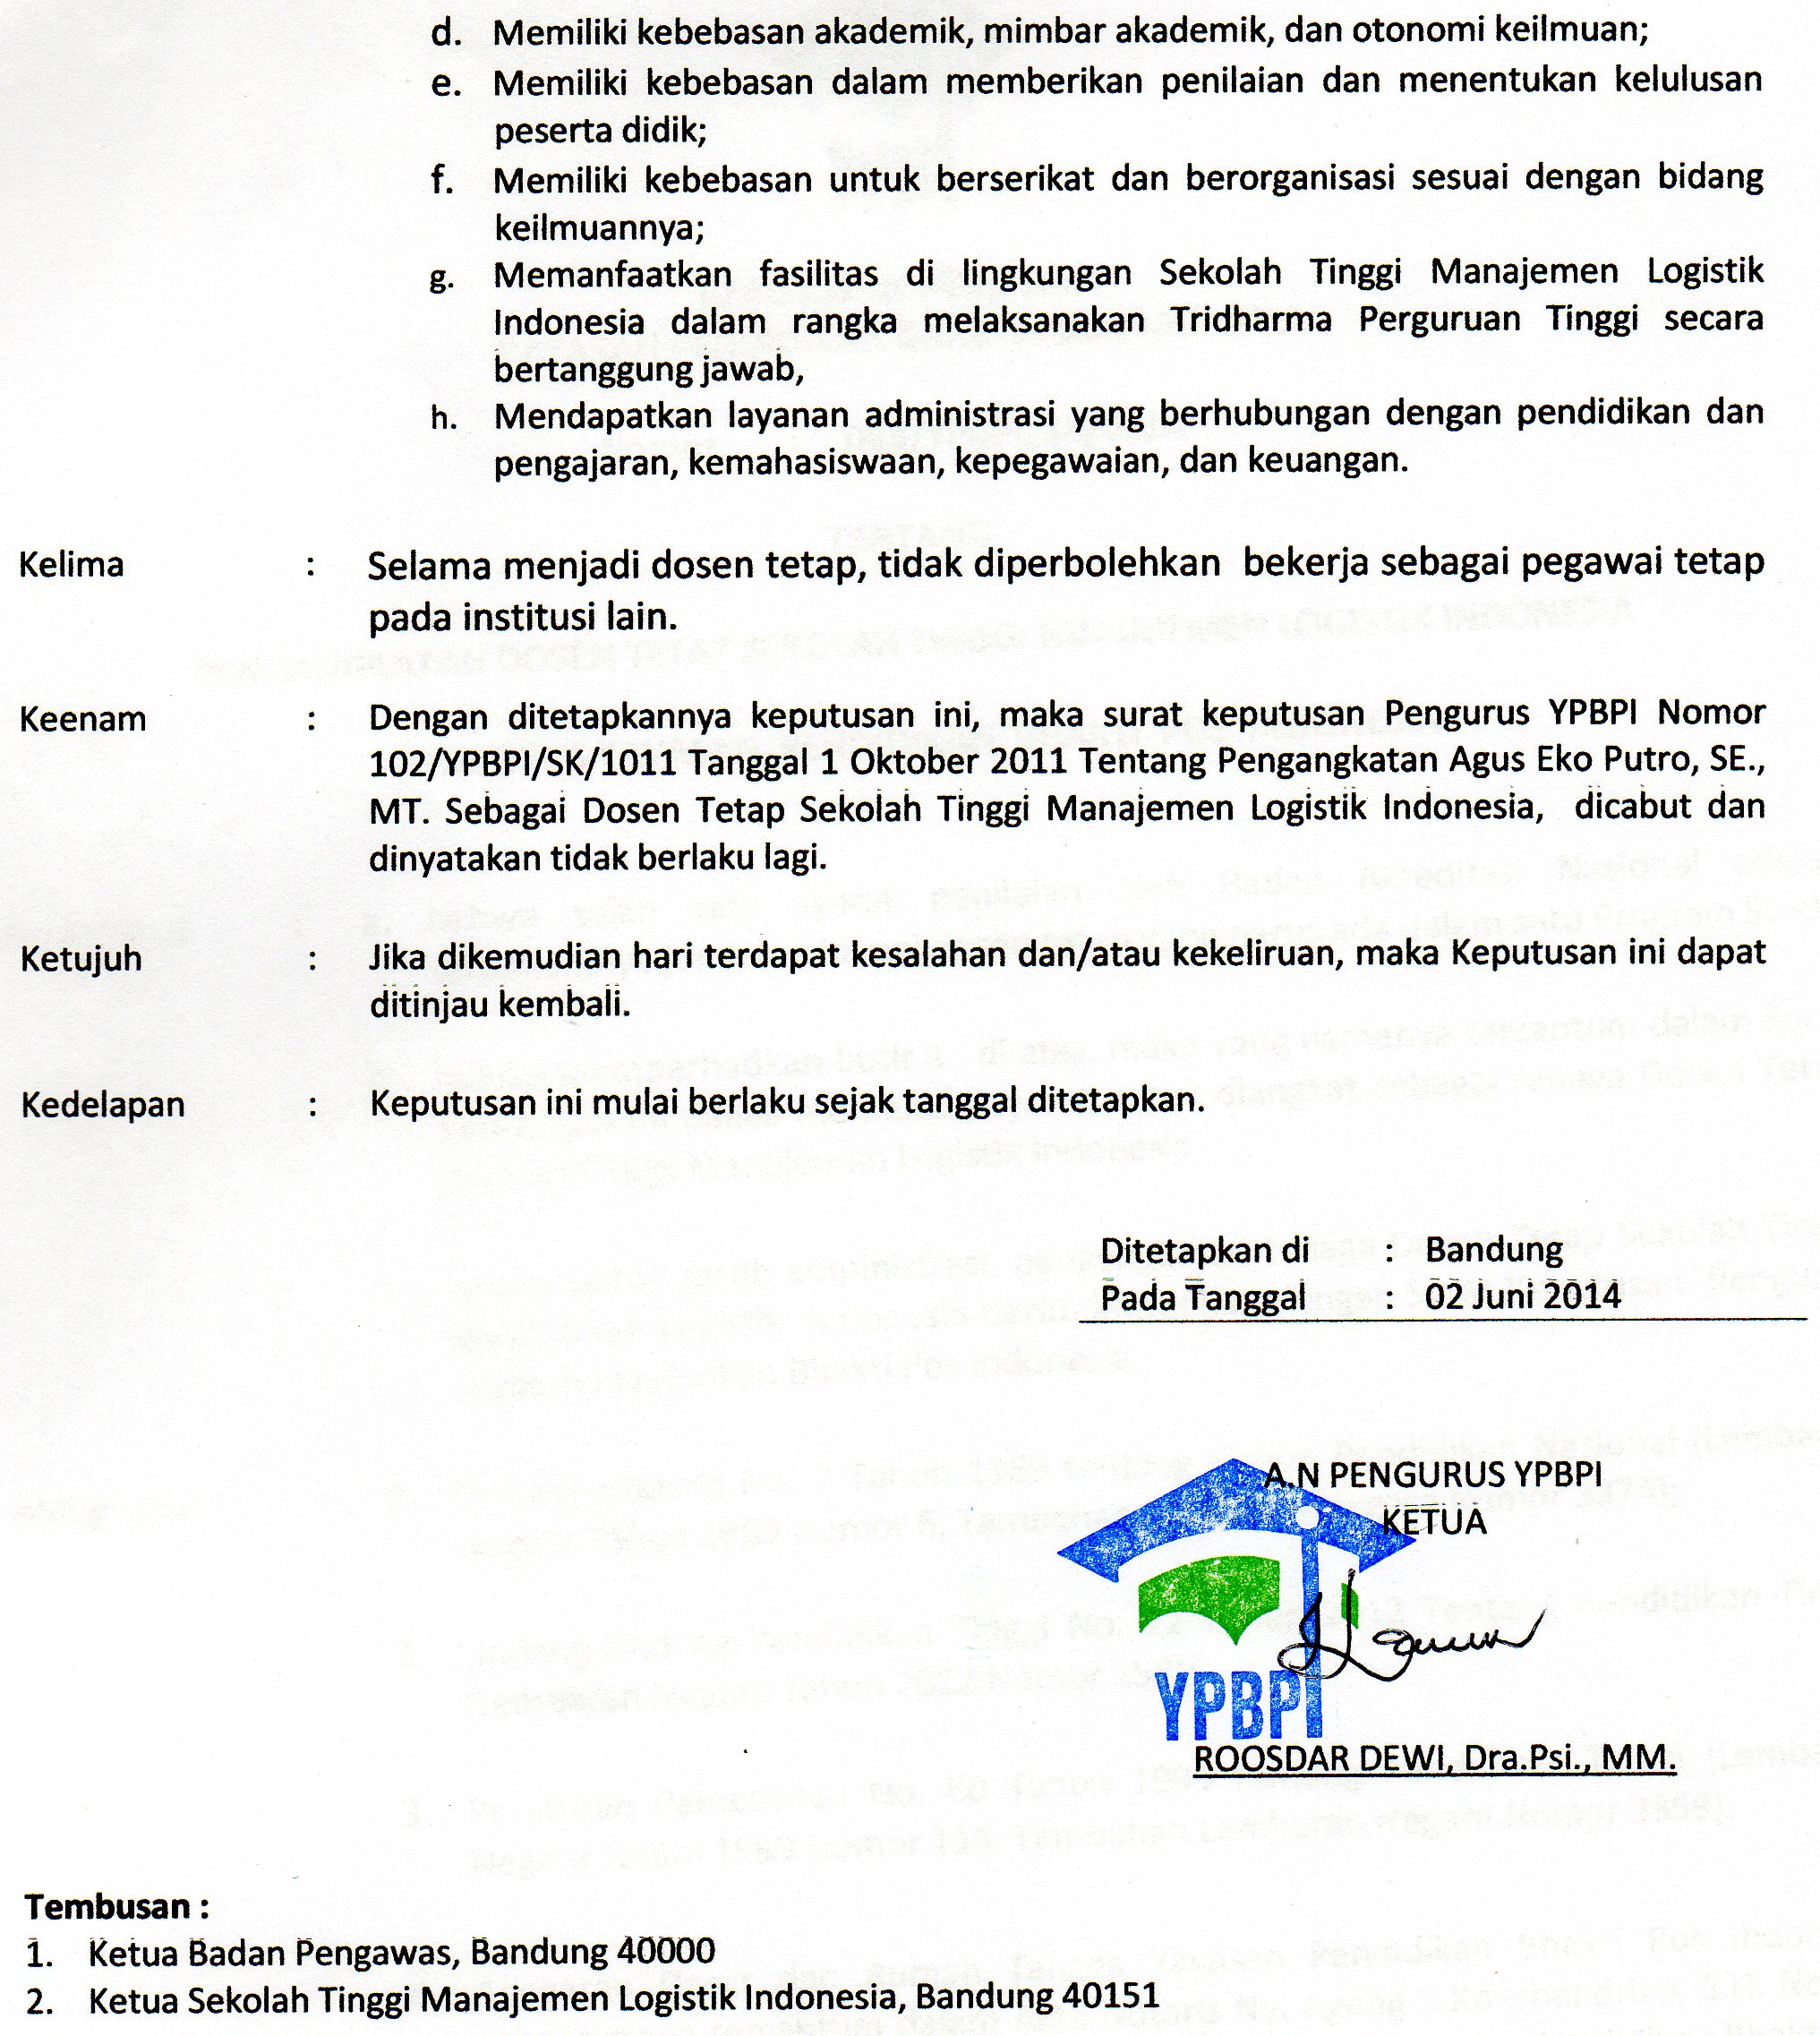 d. Memiliki kebebasan akademik, mimbar akademik, dan otonomi keilmuan;
e. Memiliki kebebasan dalam memberikan penilaian dan menentukan kelulusan
peserta didik;
f. Memiliki kebebasan untuk berserikat dan berorganisasi sesuai dengan bidang
keilmuannya;
g. Memanfaatkan fasilitas di lingkungan Sekolah Tinggi Manajemen Logistik
Indonesia dalam rangka melaksanakan Tridharma Perguruan Tinggi secara
bertanggung jawab,
h. Mendapatkan layanan administrasi yang berhubungan dengan pendidikan dan
pengajaran, kemahasiswaan, kepegawaian, dan keuangan.
Kelima : Selama menjadi dosen tetap, tidak diperbolehkan bekerja sebagai pegawai tetap
pada institusi lain.
Keenam : Dengan ditetapkannya keputusan ini, maka surat keputusan Pengurus YPBPI Nomor
102/YPBPI/SK/1011 Tanggal 1 Oktober 2011 Tentang Pengangkatan Agus Eko Putro, SE.,
MT. Sebagai Dosen Tetap Sekolah Tinggi Manajemen Logistik Indonesia, dicabut dan
dinyatakan tidak berlaku lagi.
Ketujuh : Jika dikemudian hari terdapat kesalahan dan/atau kekeliruan, maka Keputusan ini dapat
ditinjau kembali.
Kedelapan : Keputusan ini mulai berlaku sejak tanggal ditetapkan.
Ditetapkan di : Bandung
Pada Tanggal : 02 Juni 2014
A.N PENGURUS YPBPI
KETUA
YPBPI
ROOSDAR DEWI, Dra.Psi., MM.
Tembusan :
1. Ketua Badan Pengawas, Bandung 40000
2. Ketua Sekolah Tinggi Manajemen Logistik Indonesia, Bandung 40151